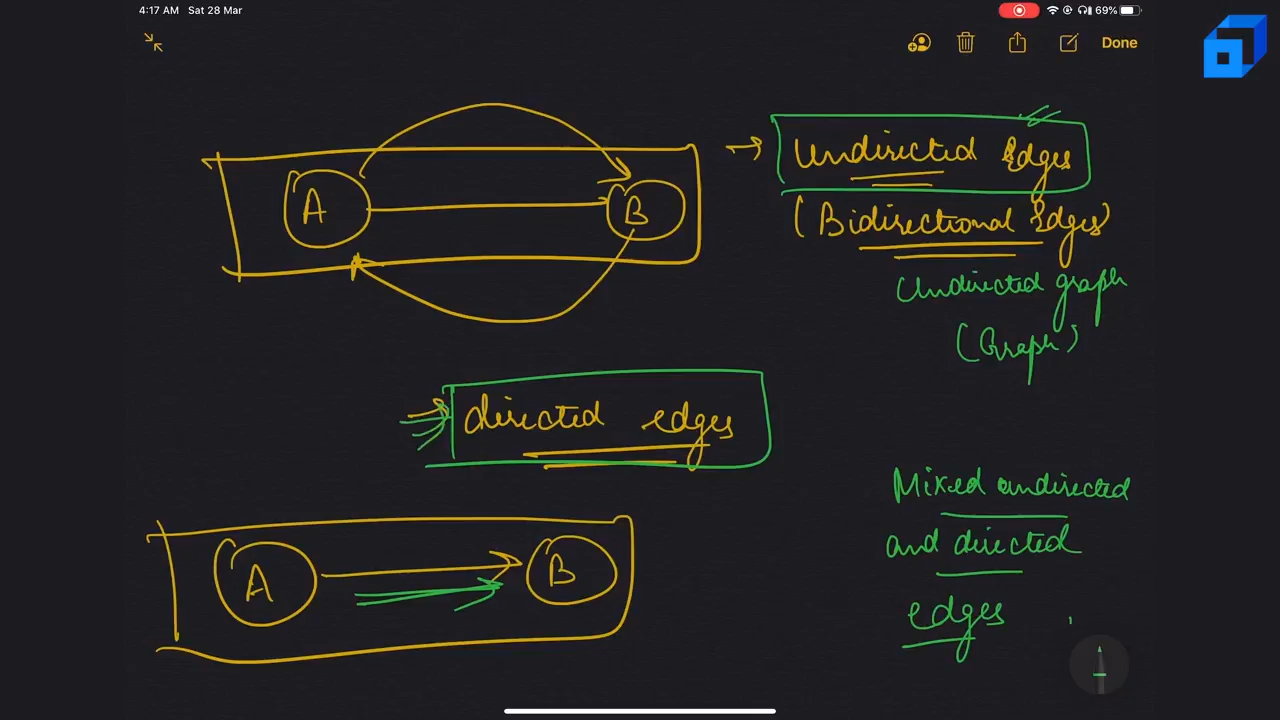 4:17 AM Sat 28 Mar
69%
Done
A
B
→ Undirected Edges
(Bidirectional Edges)
Undirected graph
(Graph)
directed edges
A
B
Mixed undirected
and directed
edges